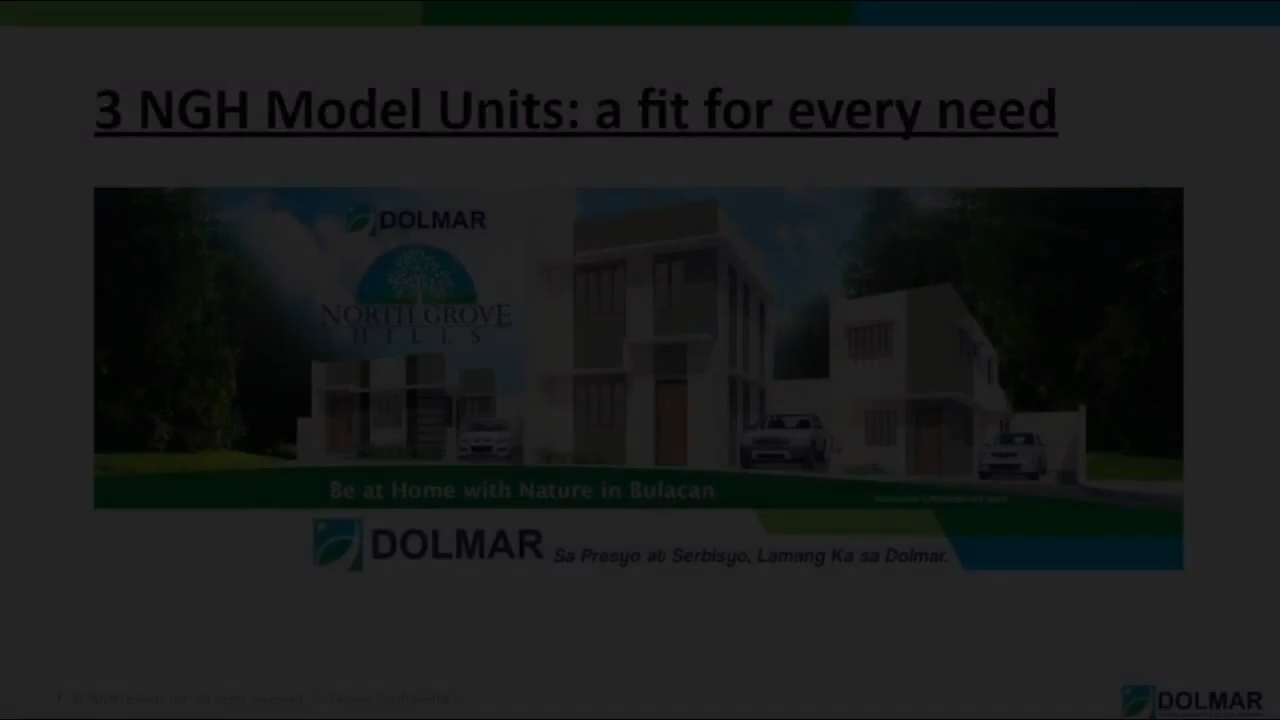 3 NGH Model Units: a fit for every need
DOLMAR
NORTH GROVE
HILLS
Be at Home with Nature in Bulacan
DOLMAR Sa Presyo at Serbisyo, Lamang Ka sa Dolmar.
DOLMAR